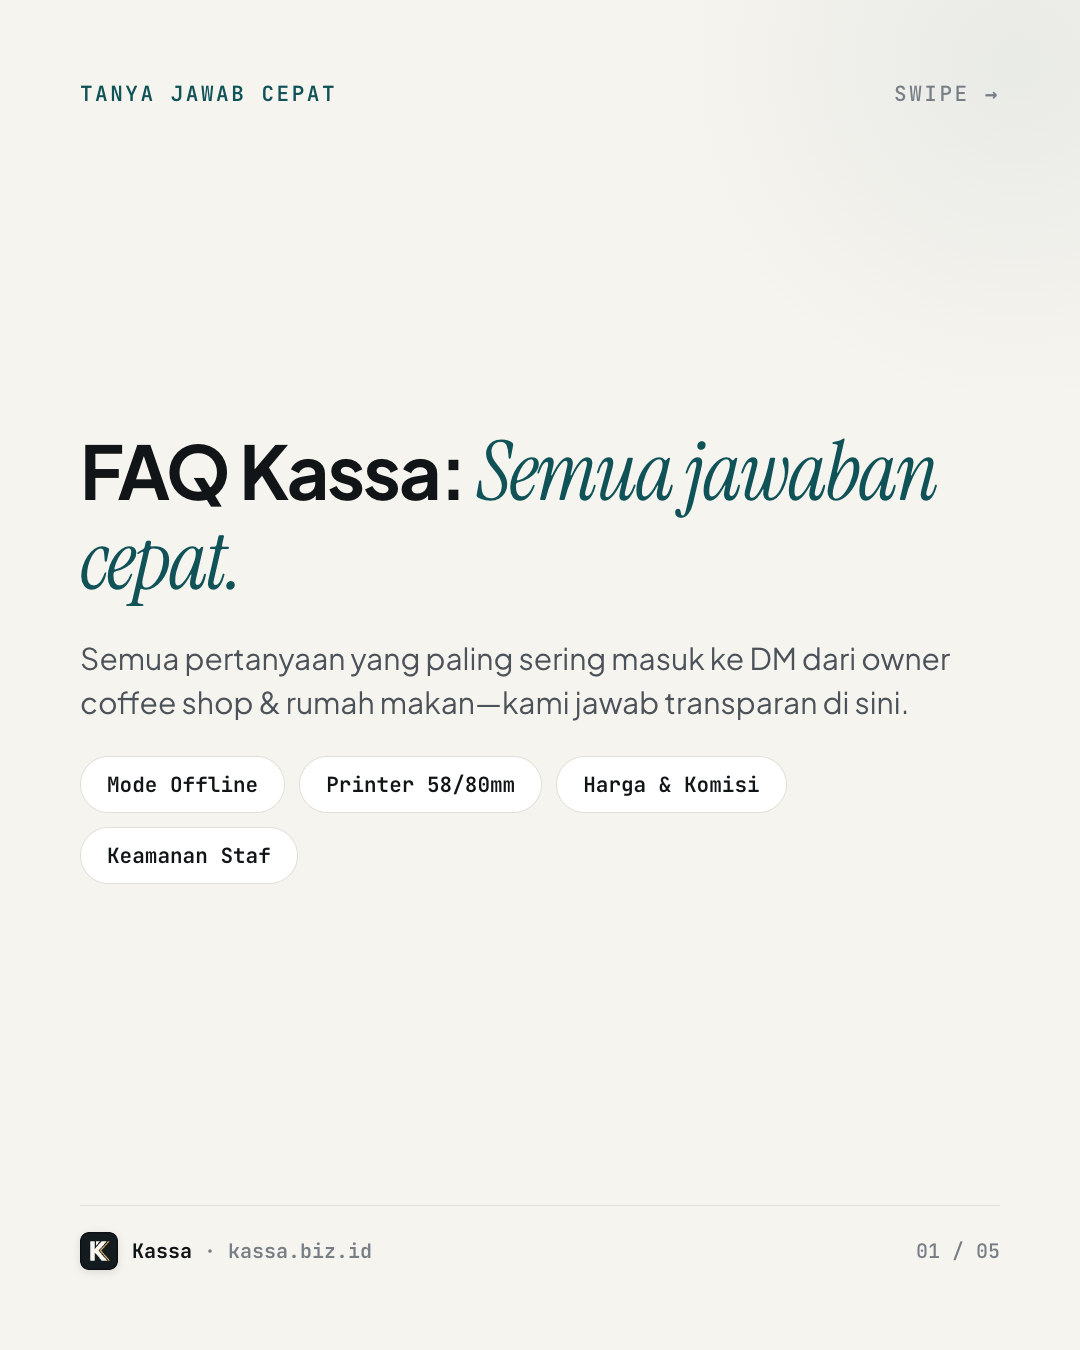 TANYA JAWAB CEPAT
SWIPE →
FAQ Kassa: Semua jawaban
cepat.
Semua pertanyaan yang paling sering masuk ke DM dari owner
coffee shop & rumah makan—kami jawab transparan di sini.
Mode Offline
Printer 58/80mm
Harga & Komisi
Keamanan Staf
K
Kassa · kassa.biz.id
01 / 05